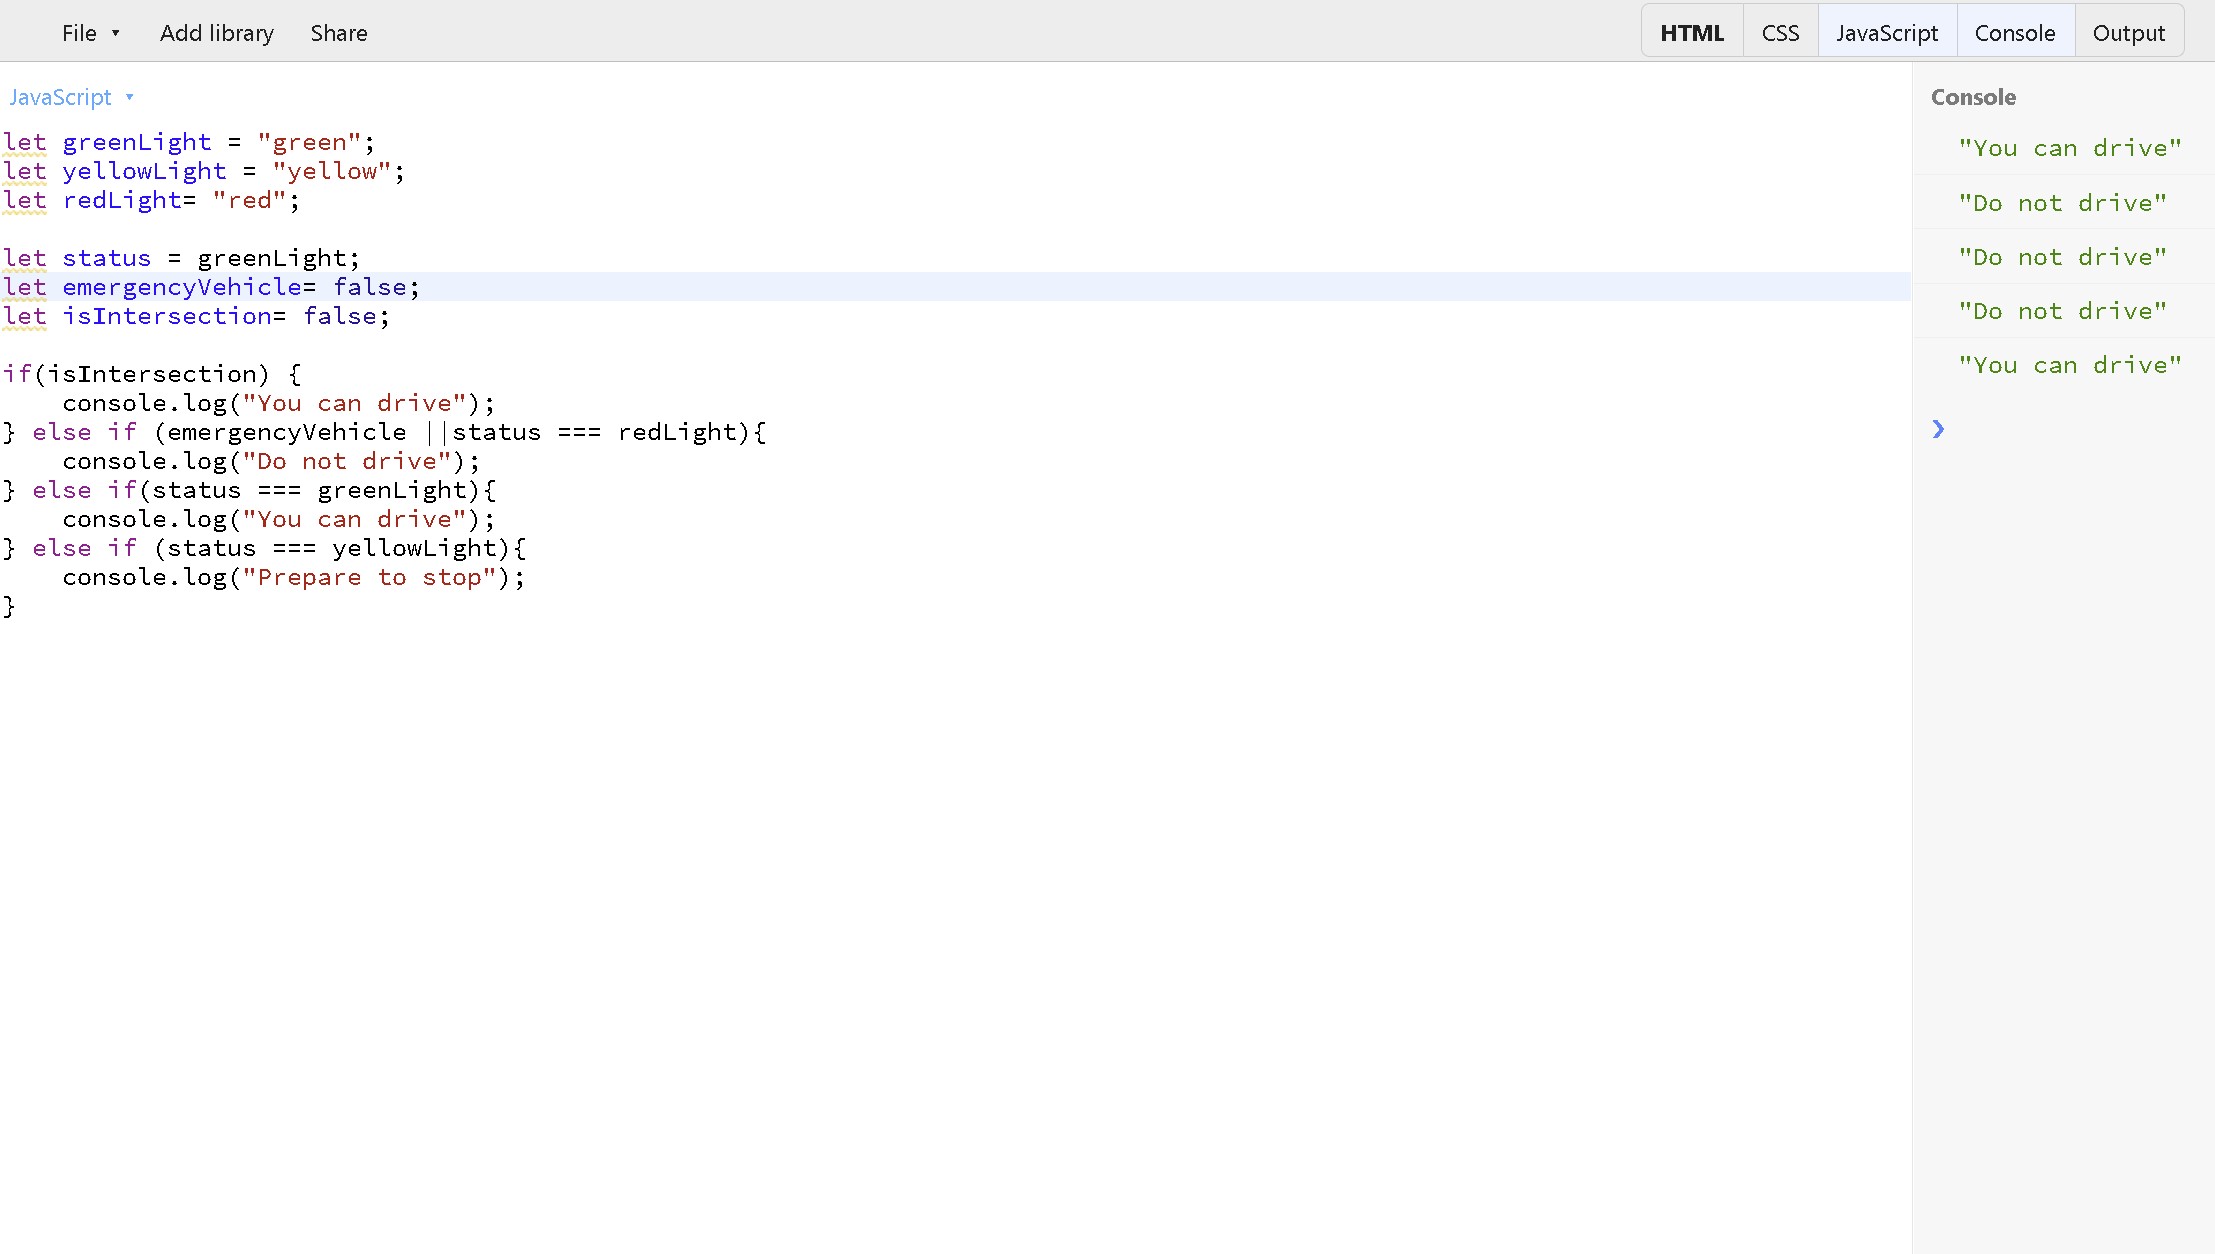 File ▾ Add library Share HTML CSS JavaScript Console Output
JavaScript ▾
let greenLight = "green";
let yellowLight = "yellow";
let redLight= "red";
let status = greenLight;
let emergencyVehicle= false;
let isIntersection= false;
if(isIntersection) {
    console.log("You can drive");
} else if (emergencyVehicle ||status === redLight){
    console.log("Do not drive");
} else if(status === greenLight){
    console.log("You can drive");
} else if (status === yellowLight){
    console.log("Prepare to stop");
}
Console
"You can drive"
"Do not drive"
"Do not drive"
"Do not drive"
"You can drive"
❯